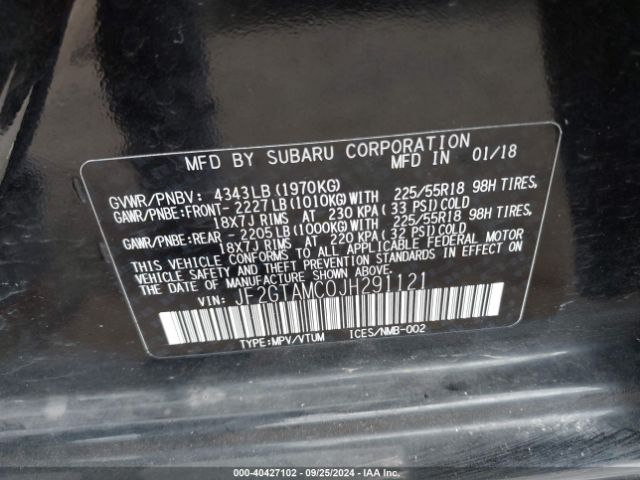 MFD BY SUBARU CORPORATION
MFD IN 01/18
GVWR/PNBV: 4343LB (1970KG)
GAWR/PNBE: FRONT- 2227LB (1010KG) WITH 225/55R18 98H TIRES,
18X7J RIMS AT 230 KPA (33 PSI) COLD
GAWR/PNBE: REAR - 2205LB (1000KG) WITH 225/55R18 98H TIRES,
18X7J RIMS AT 220 KPA (32 PSI) COLD
THIS VEHICLE CONFORMS TO ALL APPLICABLE FEDERAL MOTOR
VEHICLE SAFETY AND THEFT PREVENTION STANDARDS IN EFFECT ON
THE DATE OF MANUFACTURE SHOWN ABOVE.
VIN: JF2GTAMC0JH291121
TYPE: MPV/VTUM ICES/NMB-002
000-40427102 - 09/25/2024 - IAA Inc.